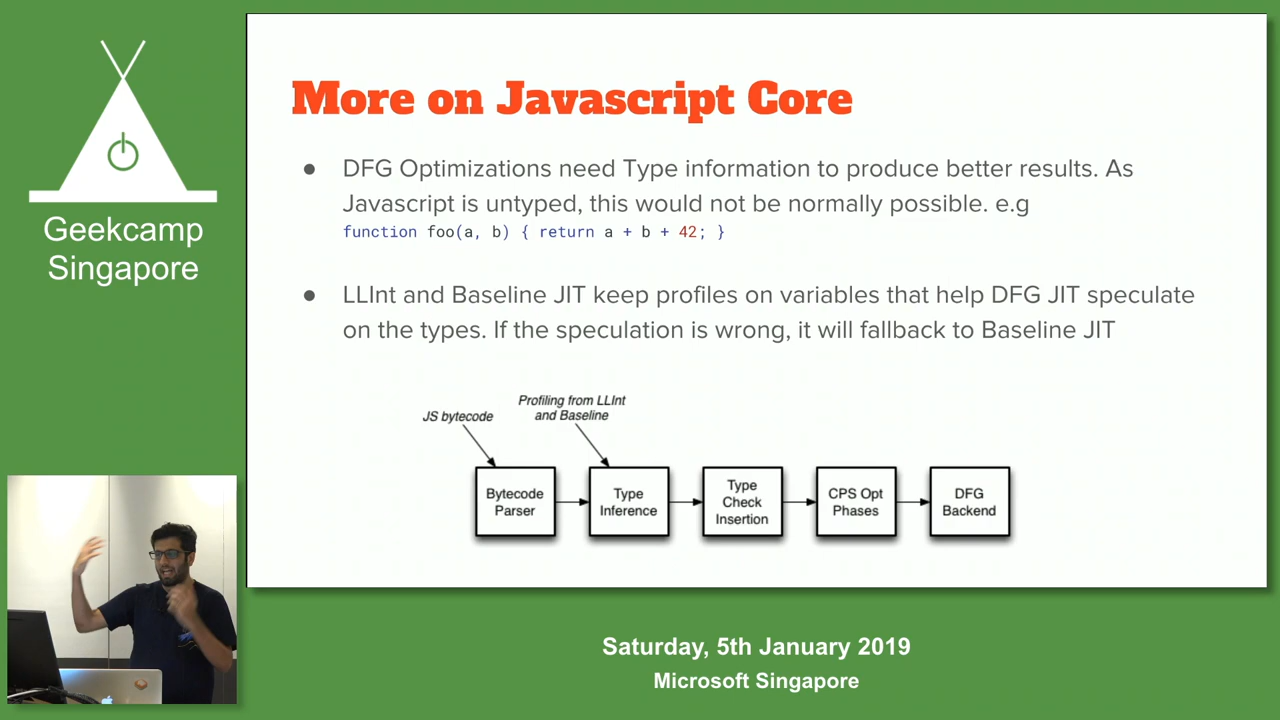 Geekcamp
Singapore
More on Javascript Core
● DFG Optimizations need Type information to produce better results. As
Javascript is untyped, this would not be normally possible. e.g
function foo(a, b) { return a + b + 42; }
● LLInt and Baseline JIT keep profiles on variables that help DFG JIT speculate
on the types. If the speculation is wrong, it will fallback to Baseline JIT
JS bytecode
Profiling from LLInt
and Baseline
Bytecode
Parser
Type
Inference
Type
Check
Insertion
CPS Opt
Phases
DFG
Backend
Saturday, 5th January 2019
Microsoft Singapore